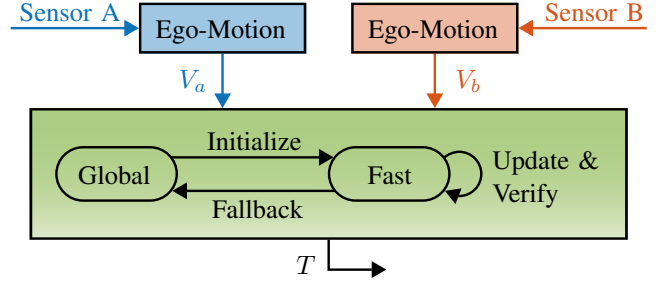 Sensor A
Ego-Motion
Ego-Motion
Sensor B
V_a
V_b
Initialize
Global
Fast
Update &
Verify
Fallback
T